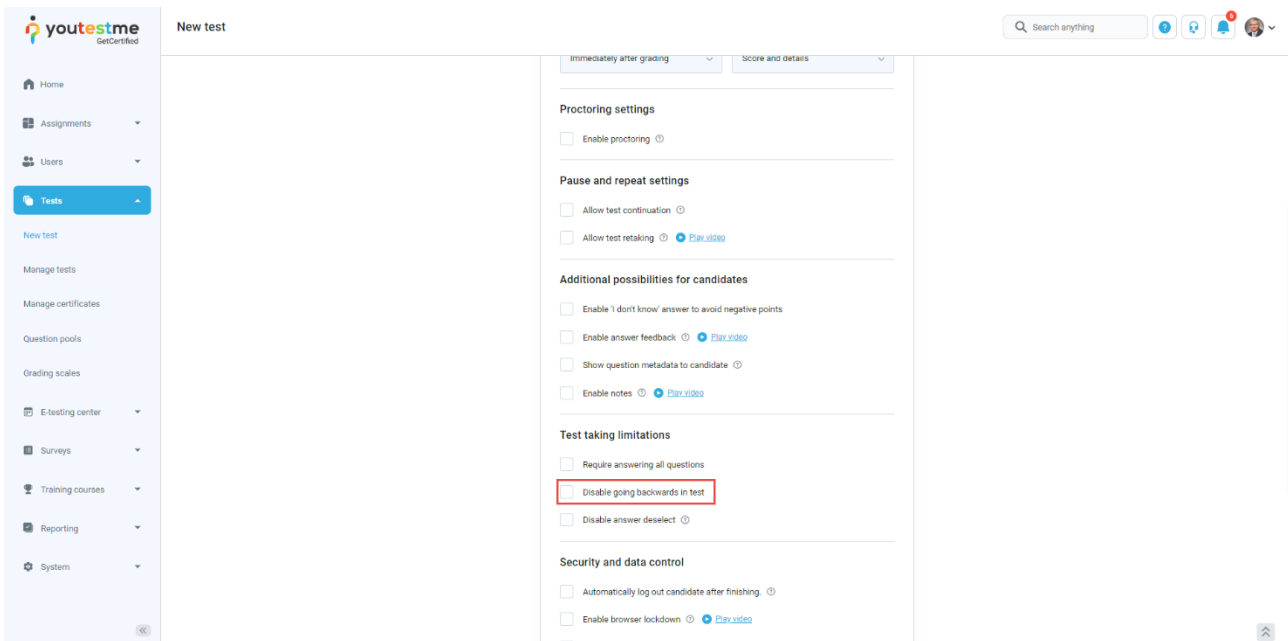 youtestme
GetCertified
New test
Search anything
6
Home
Assignments
Users
Tests
New test
Manage tests
Manage certificates
Question pools
Grading scales
E-testing center
Surveys
Training courses
Reporting
System
Immediately after grading Score and details
Proctoring settings
Enable proctoring
Pause and repeat settings
Allow test continuation
Allow test retaking Play video
Additional possibilities for candidates
Enable 'I don't know' answer to avoid negative points
Enable answer feedback Play video
Show question metadata to candidate
Enable notes Play video
Test taking limitations
Require answering all questions
Disable going backwards in test
Disable answer deselect
Security and data control
Automatically log out candidate after finishing.
Enable browser lockdown Play video